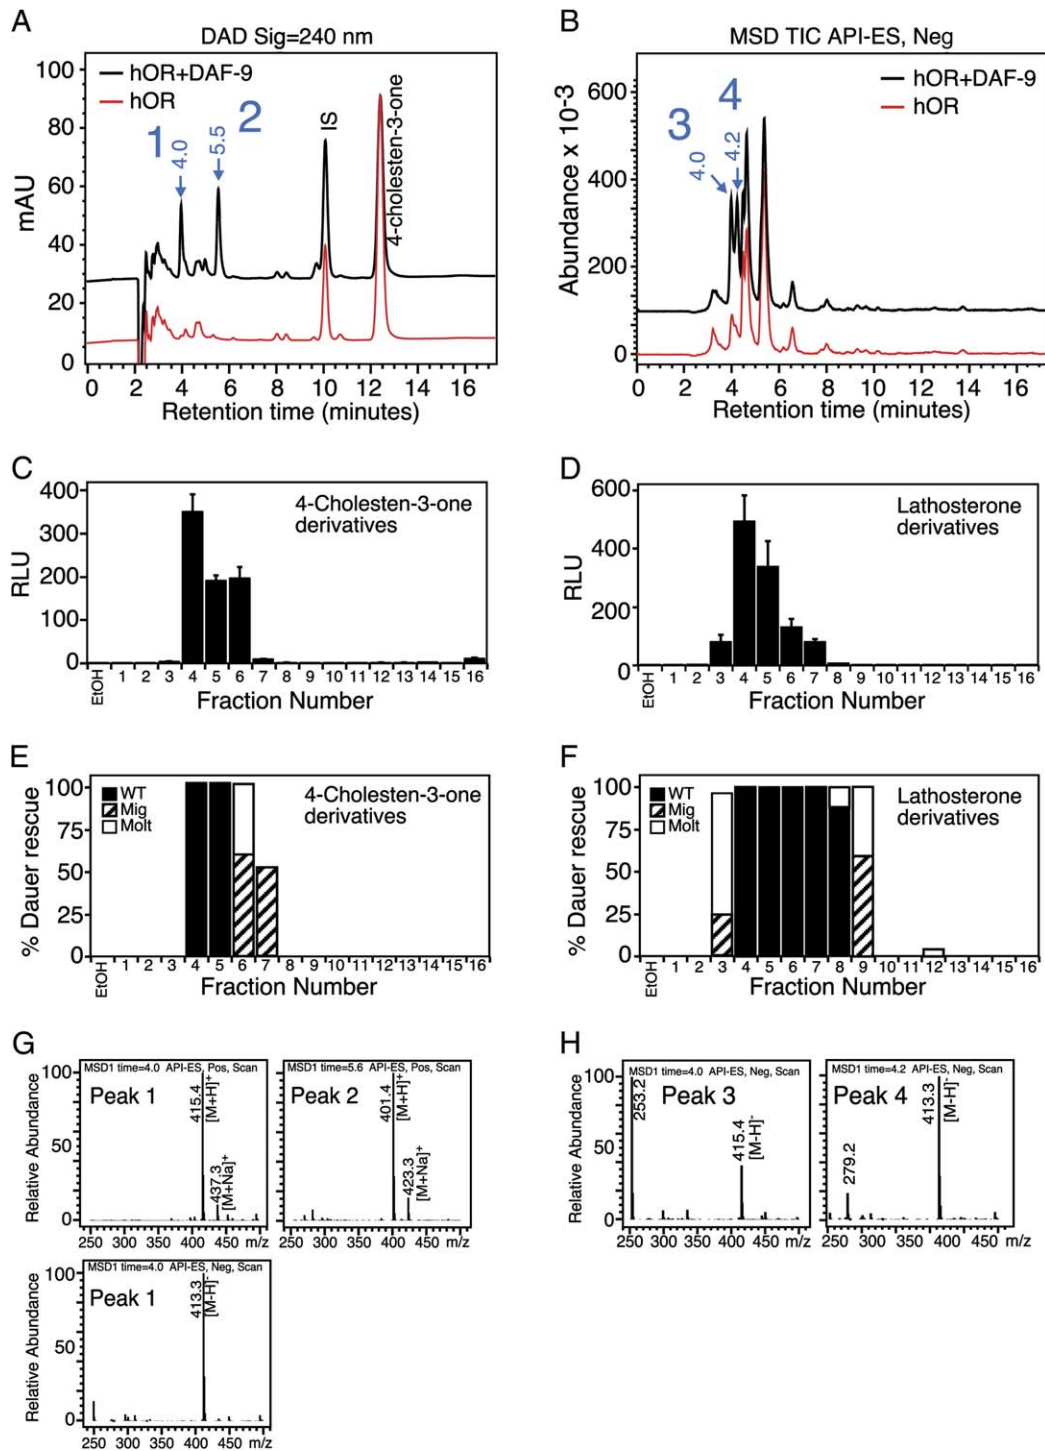 A
DAD Sig=240 nm
hOR+DAF-9
hOR
1
4.0
2
5.5
IS
4-cholesten-3-one
mAU
100
80
60
40
20
0
0 2 4 6 8 10 12 14 16
Retention time (minutes)
B
MSD TIC API-ES, Neg
hOR+DAF-9
hOR
3
4.0
4
4.2
Abundance x 10-3
600
400
200
0
0 2 4 6 8 10 12 14 16
Retention time (minutes)
C
4-Cholesten-3-one
derivatives
RLU
400
300
200
100
0
EtOH 1 2 3 4 5 6 7 8 9 10 11 12 13 14 15 16
Fraction Number
D
Lathosterone
derivatives
RLU
600
400
200
0
EtOH 1 2 3 4 5 6 7 8 9 10 11 12 13 14 15 16
Fraction Number
E
WT
Mig
Molt
4-Cholesten-3-one
derivatives
% Dauer rescue
100
75
50
25
0
EtOH 1 2 3 4 5 6 7 8 9 10 11 12 13 14 15 16
Fraction Number
F
WT
Mig
Molt
Lathosterone
derivatives
% Dauer rescue
100
75
50
25
0
EtOH 1 2 3 4 5 6 7 8 9 10 11 12 13 14 15 16
Fraction Number
G
MSD1 time=4.0 API-ES, Pos, Scan
Peak 1
415.4
[M+H]+
437.3
[M+Na]+
Relative Abundance
100
50
0
250 300 350 400 450 m/z
MSD1 time=5.6 API-ES, Pos, Scan
Peak 2
401.4
[M+H]+
423.3
[M+Na]+
250 300 350 400 450 m/z
MSD1 time=4.0 API-ES, Neg, Scan
Peak 1
413.3
[M-H]-
Relative Abundance
100
50
0
250 300 350 400 450 m/z
H
MSD1 time=4.0 API-ES, Neg, Scan
253.2
Peak 3
415.4
[M-H]-
Relative Abundance
100
50
0
250 300 350 400 450 m/z
MSD1 time=4.2 API-ES, Neg, Scan
Peak 4
279.2
413.3
[M-H]-
250 300 350 400 450 m/z